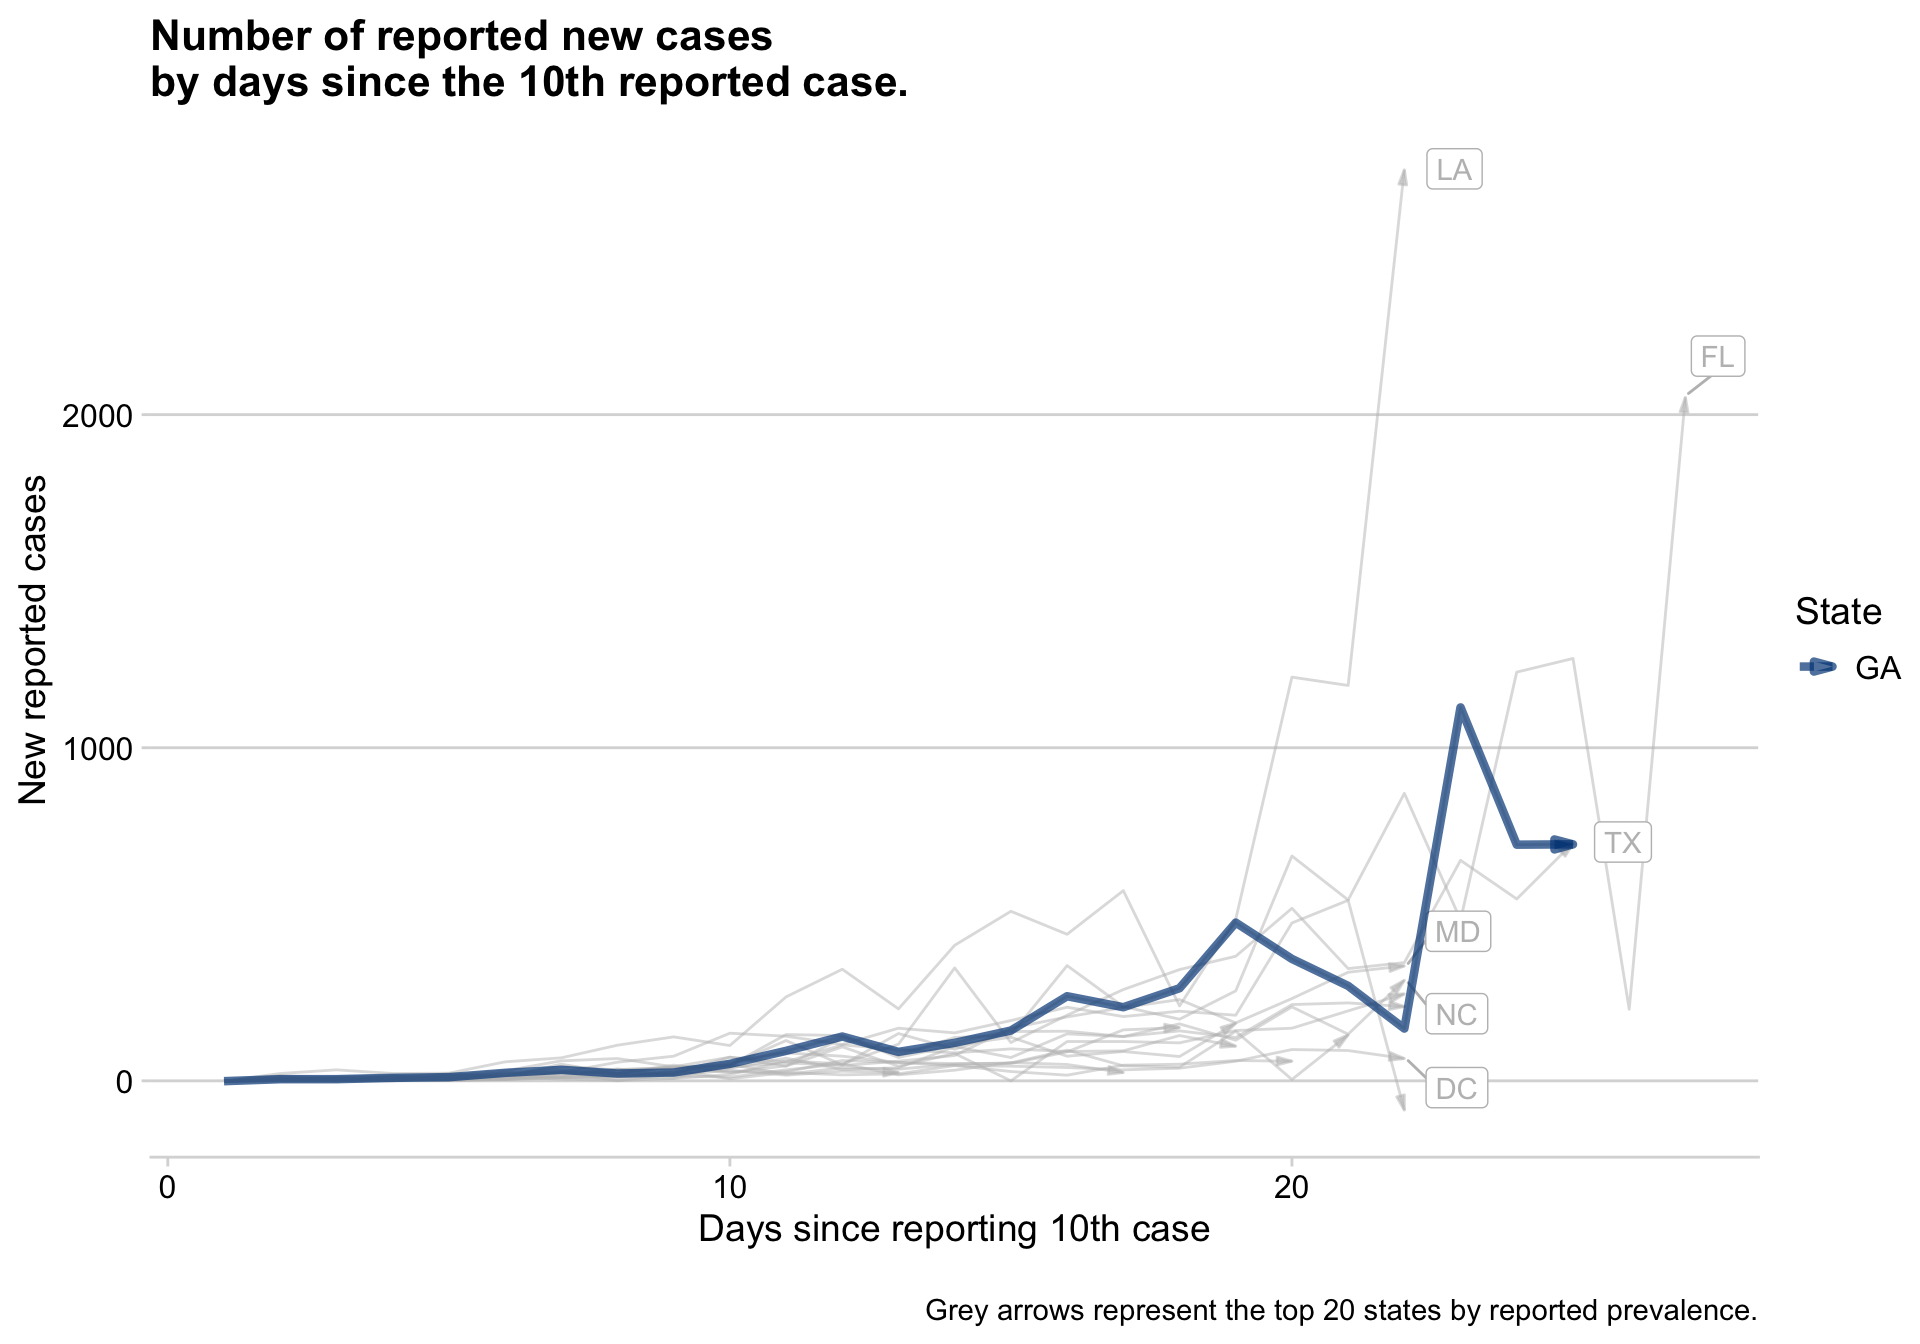 Number of reported new cases
by days since the 10th reported case.
LA
FL
2000
New reported cases
State
GA
1000
TX
MD
NC
0
DC
0
10
20
Days since reporting 10th case
Grey arrows represent the top 20 states by reported prevalence.